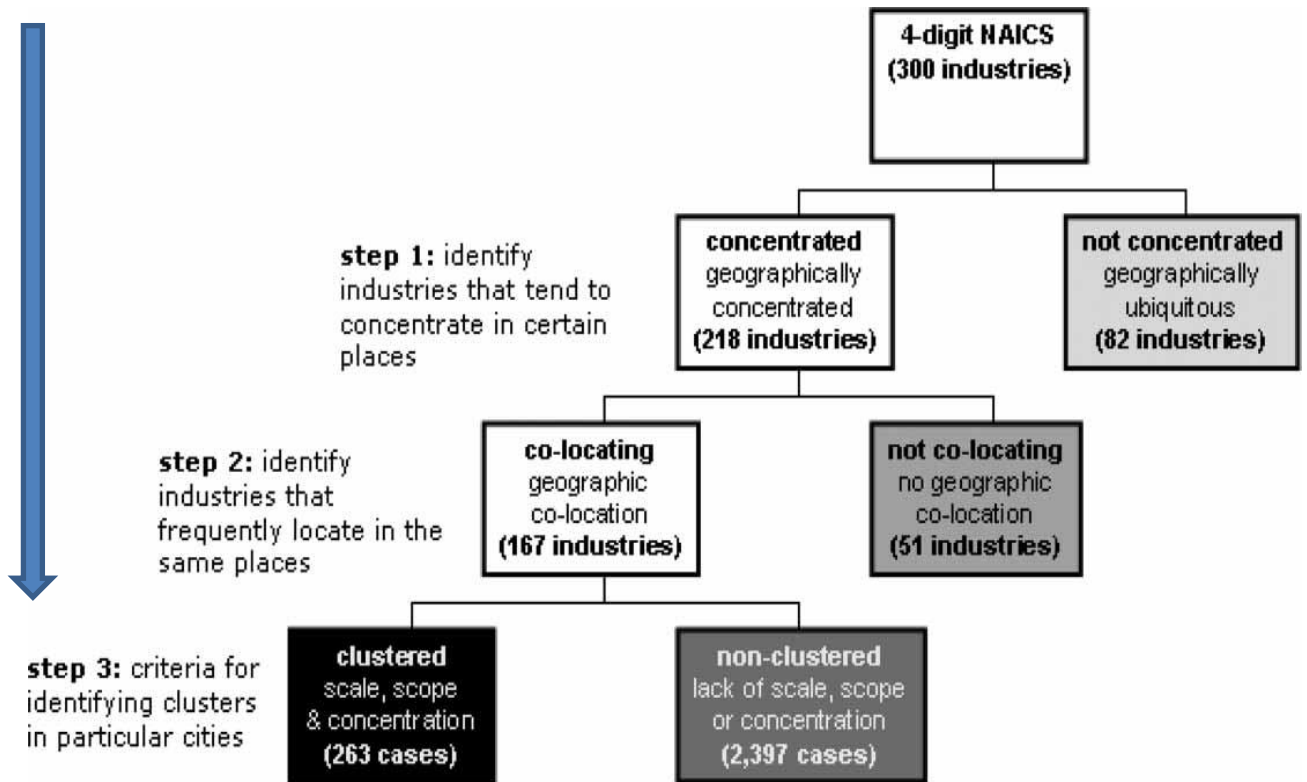 4-digit NAICS
(300 industries)
step 1: identify
industries that tend to
concentrate in certain
places
concentrated
geographically
concentrated
(218 industries)
not concentrated
geographically
ubiquitous
(82 industries)
step 2: identify
industries that
frequently locate in the
same places
co-locating
geographic
co-location
(167 industries)
not co-locating
no geographic
co-location
(51 industries)
step 3: criteria for
identifying clusters
in particular cities
clustered
scale, scope
& concentration
(263 cases)
non-clustered
lack of scale, scope
or concentration
(2,397 cases)